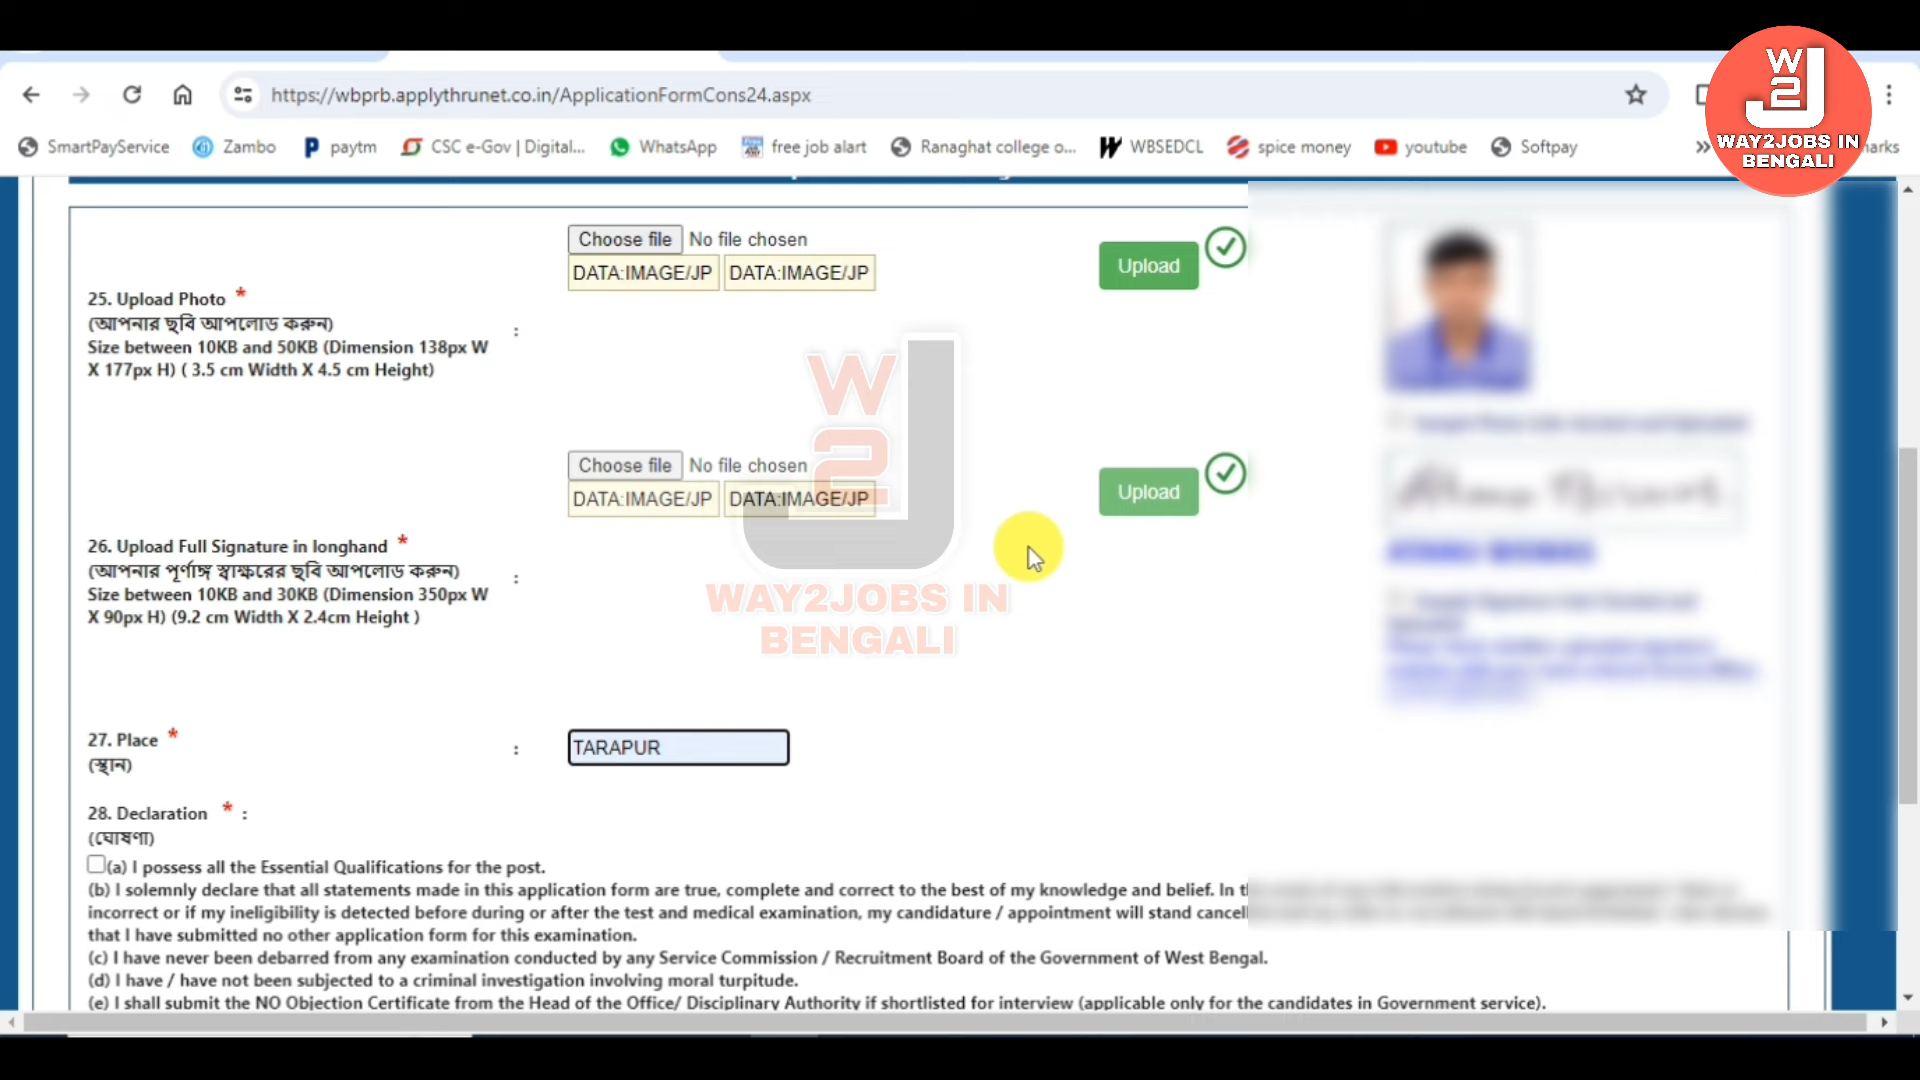 https://wbprb.applythrunet.co.in/ApplicationFormCons24.aspx
W
2
WAY2JOBS IN
BENGALI
SmartPayService Zambo paytm CSC e-Gov | Digital... WhatsApp free job alart Ranaghat college o... WBSEDCL spice money youtube Softpay
Choose file No file chosen
DATA:IMAGE/JP DATA:IMAGE/JP
Upload
25. Upload Photo *
(আপনার ছবি আপলোড করুন)
:
Size between 10KB and 50KB (Dimension 138px W
X 177px H) ( 3.5 cm Width X 4.5 cm Height)
Choose file No file chosen
DATA:IMAGE/JP DATA:IMAGE/JP
Upload
26. Upload Full Signature in longhand *
(আপনার পূর্ণাঙ্গ স্বাক্ষরের ছবি আপলোড করুন)
:
Size between 10KB and 30KB (Dimension 350px W
X 90px H) (9.2 cm Width X 2.4cm Height )
W
2
WAY2JOBS IN
BENGALI
27. Place *
(স্থান)
: TARAPUR
28. Declaration * :
(ঘোষণা)
(a) I possess all the Essential Qualifications for the post.
(b) I solemnly declare that all statements made in this application form are true, complete and correct to the best of my knowledge and belief. In
incorrect or if my ineligibility is detected before during or after the test and medical examination, my candidature / appointment will stand
that I have submitted no other application form for this examination.
(c) I have never been debarred from any examination conducted by any Service Commission / Recruitment Board of the Government of West Bengal.
(d) I have / have not been subjected to a criminal investigation involving moral turpitude.
(e) I shall submit the NO Objection Certificate from the Head of the Office/ Disciplinary Authority if shortlisted for interview (applicable only for the candidates in Government service).